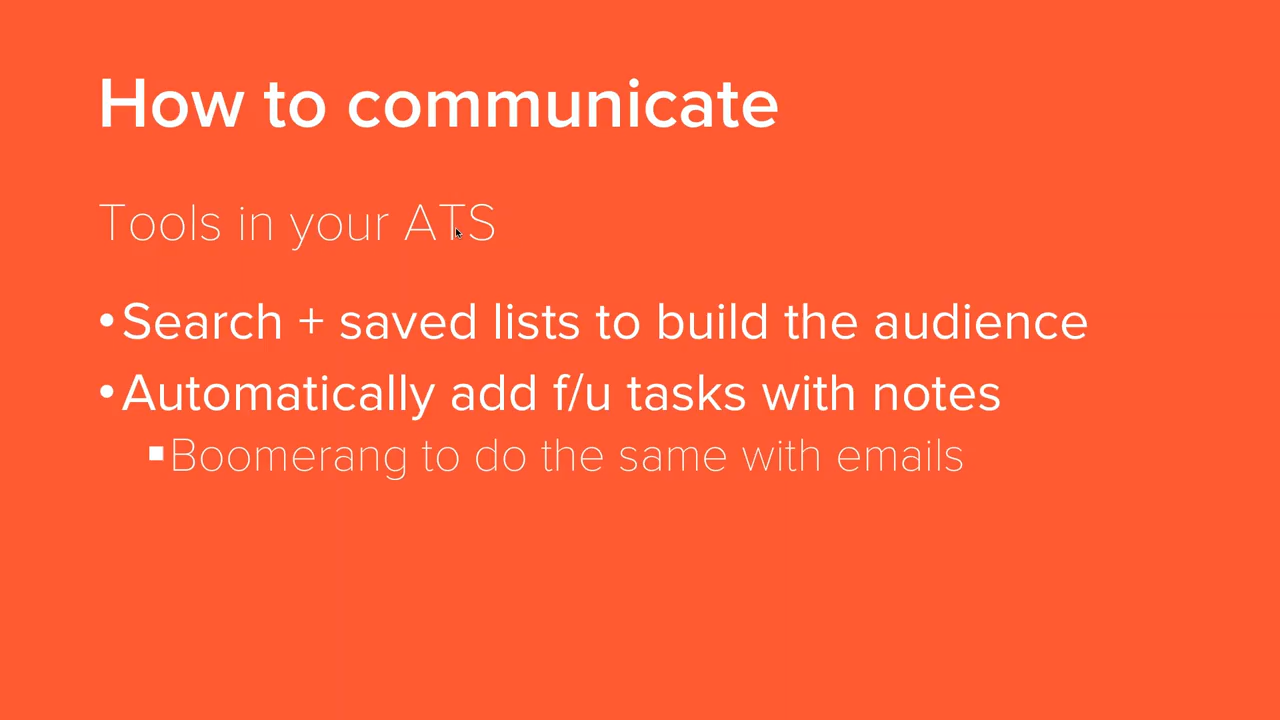 How to communicate
Tools in your ATS
•Search + saved lists to build the audience
•Automatically add f/u tasks with notes
▪Boomerang to do the same with emails